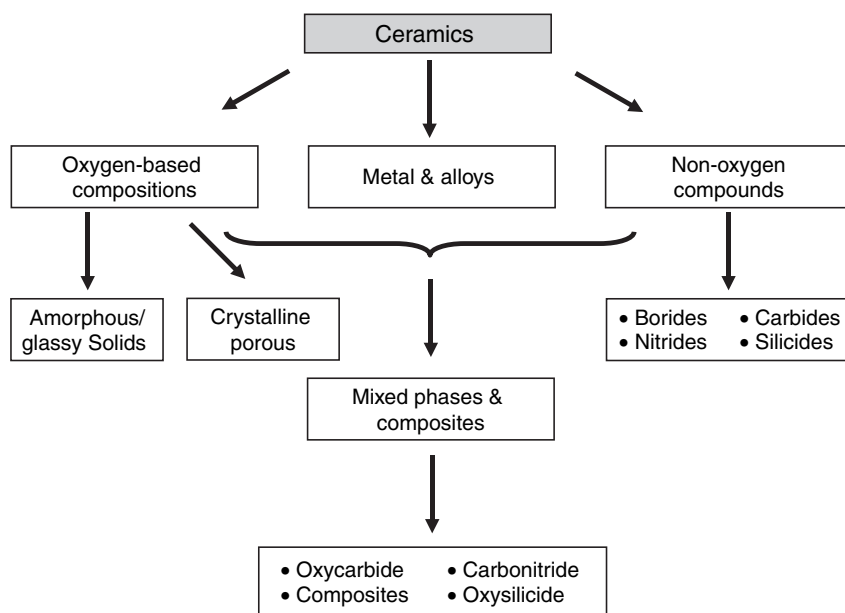 Ceramics
Oxygen-based
compositions
Metal & alloys
Non-oxygen
compounds
Amorphous/
glassy Solids
Crystalline
porous
• Borides • Carbides
• Nitrides • Silicides
Mixed phases &
composites
• Oxycarbide • Carbonitride
• Composites • Oxysilicide